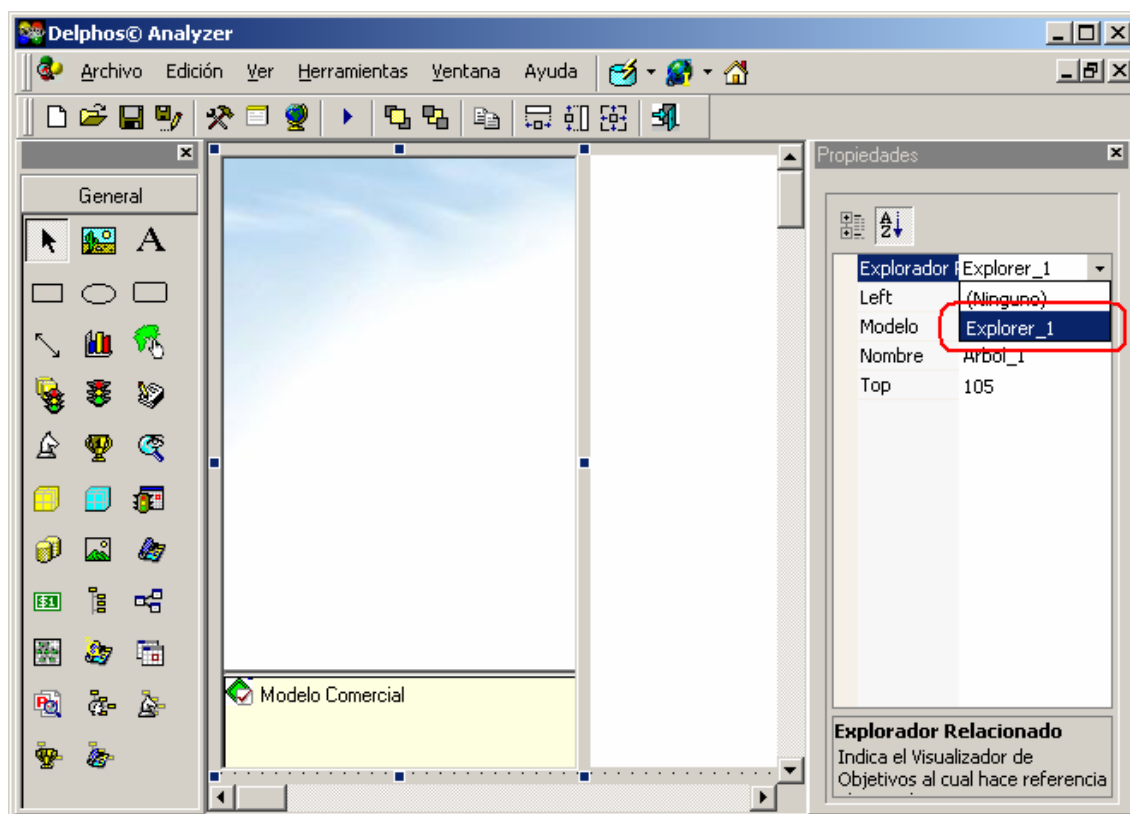 Delphos© Analyzer
Archivo Edición Ver Herramientas Ventana Ayuda
General
A
Modelo Comercial
Propiedades
Explorador Explorer_1
Left (Ninguno)
Modelo Explorer_1
Nombre Arbol_1
Top 105
Explorador Relacionado
Indica el Visualizador de
Objetivos al cual hace referencia